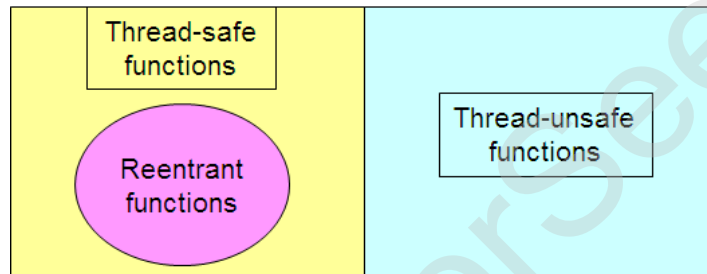 Thread-safe
functions
Reentrant
functions
Thread-unsafe
functions